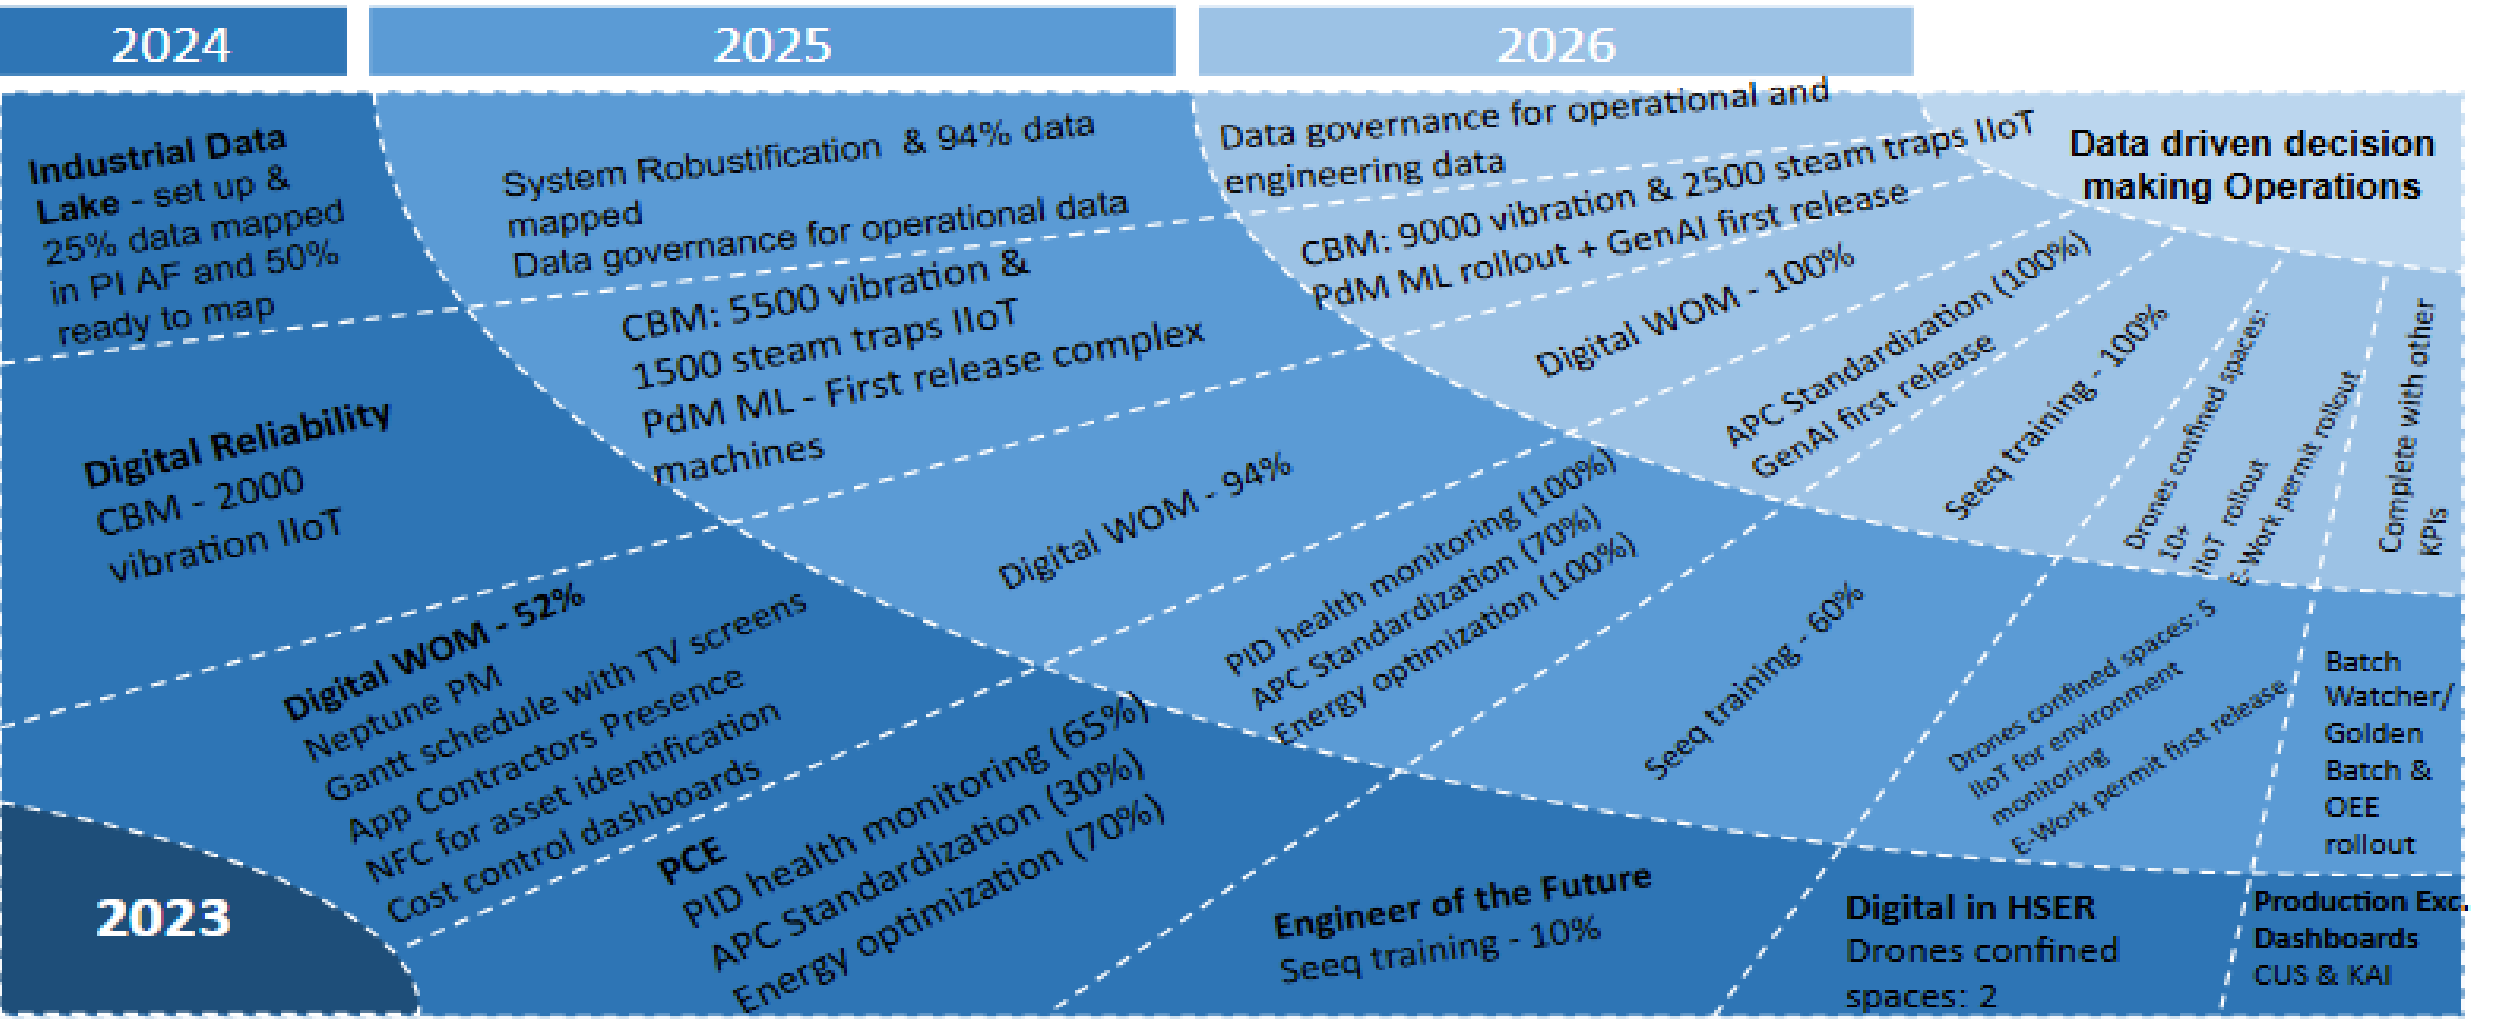 2024
2025
2026
Industrial Data
Lake - set up &
25% data mapped
in PI AF and 50%
ready to map
System Robustification & 94% data
mapped
Data governance for operational data
Data governance for operational and
engineering data
Data driven decision
making Operations
Digital Reliability
CBM - 2000
vibration IIoT
CBM: 5500 vibration &
1500 steam traps IIoT
PdM ML - First release complex
machines
CBM: 9000 vibration & 2500 steam traps IIoT
PdM ML rollout + GenAI first release
Digital WOM - 52%
Neptune PM
Gantt schedule with TV screens
App Contractors Presence
NFC for asset identification
Cost control dashboards
Digital WOM - 94%
Digital WOM - 100%
PCE
PID health monitoring (65%)
APC Standardization (30%)
Energy optimization (70%)
PID health monitoring (100%)
APC Standardization (70%)
Energy optimization (100%)
APC Standardization (100%)
GenAI first release
Engineer of the Future
Seeq training - 10%
Seeq training - 60%
Seeq training - 100%
Digital in HSER
Drones confined
spaces: 2
Drones confined spaces: 5
IIoT for environment
monitoring
E-Work permit first release
Drones confined spaces:
10+
IIoT rollout
E-Work permit rollout
Production Exc.
Dashboards
CUS & KAI
Batch
Watcher/
Golden
Batch &
OEE
rollout
Complete with other
KPIs
2023